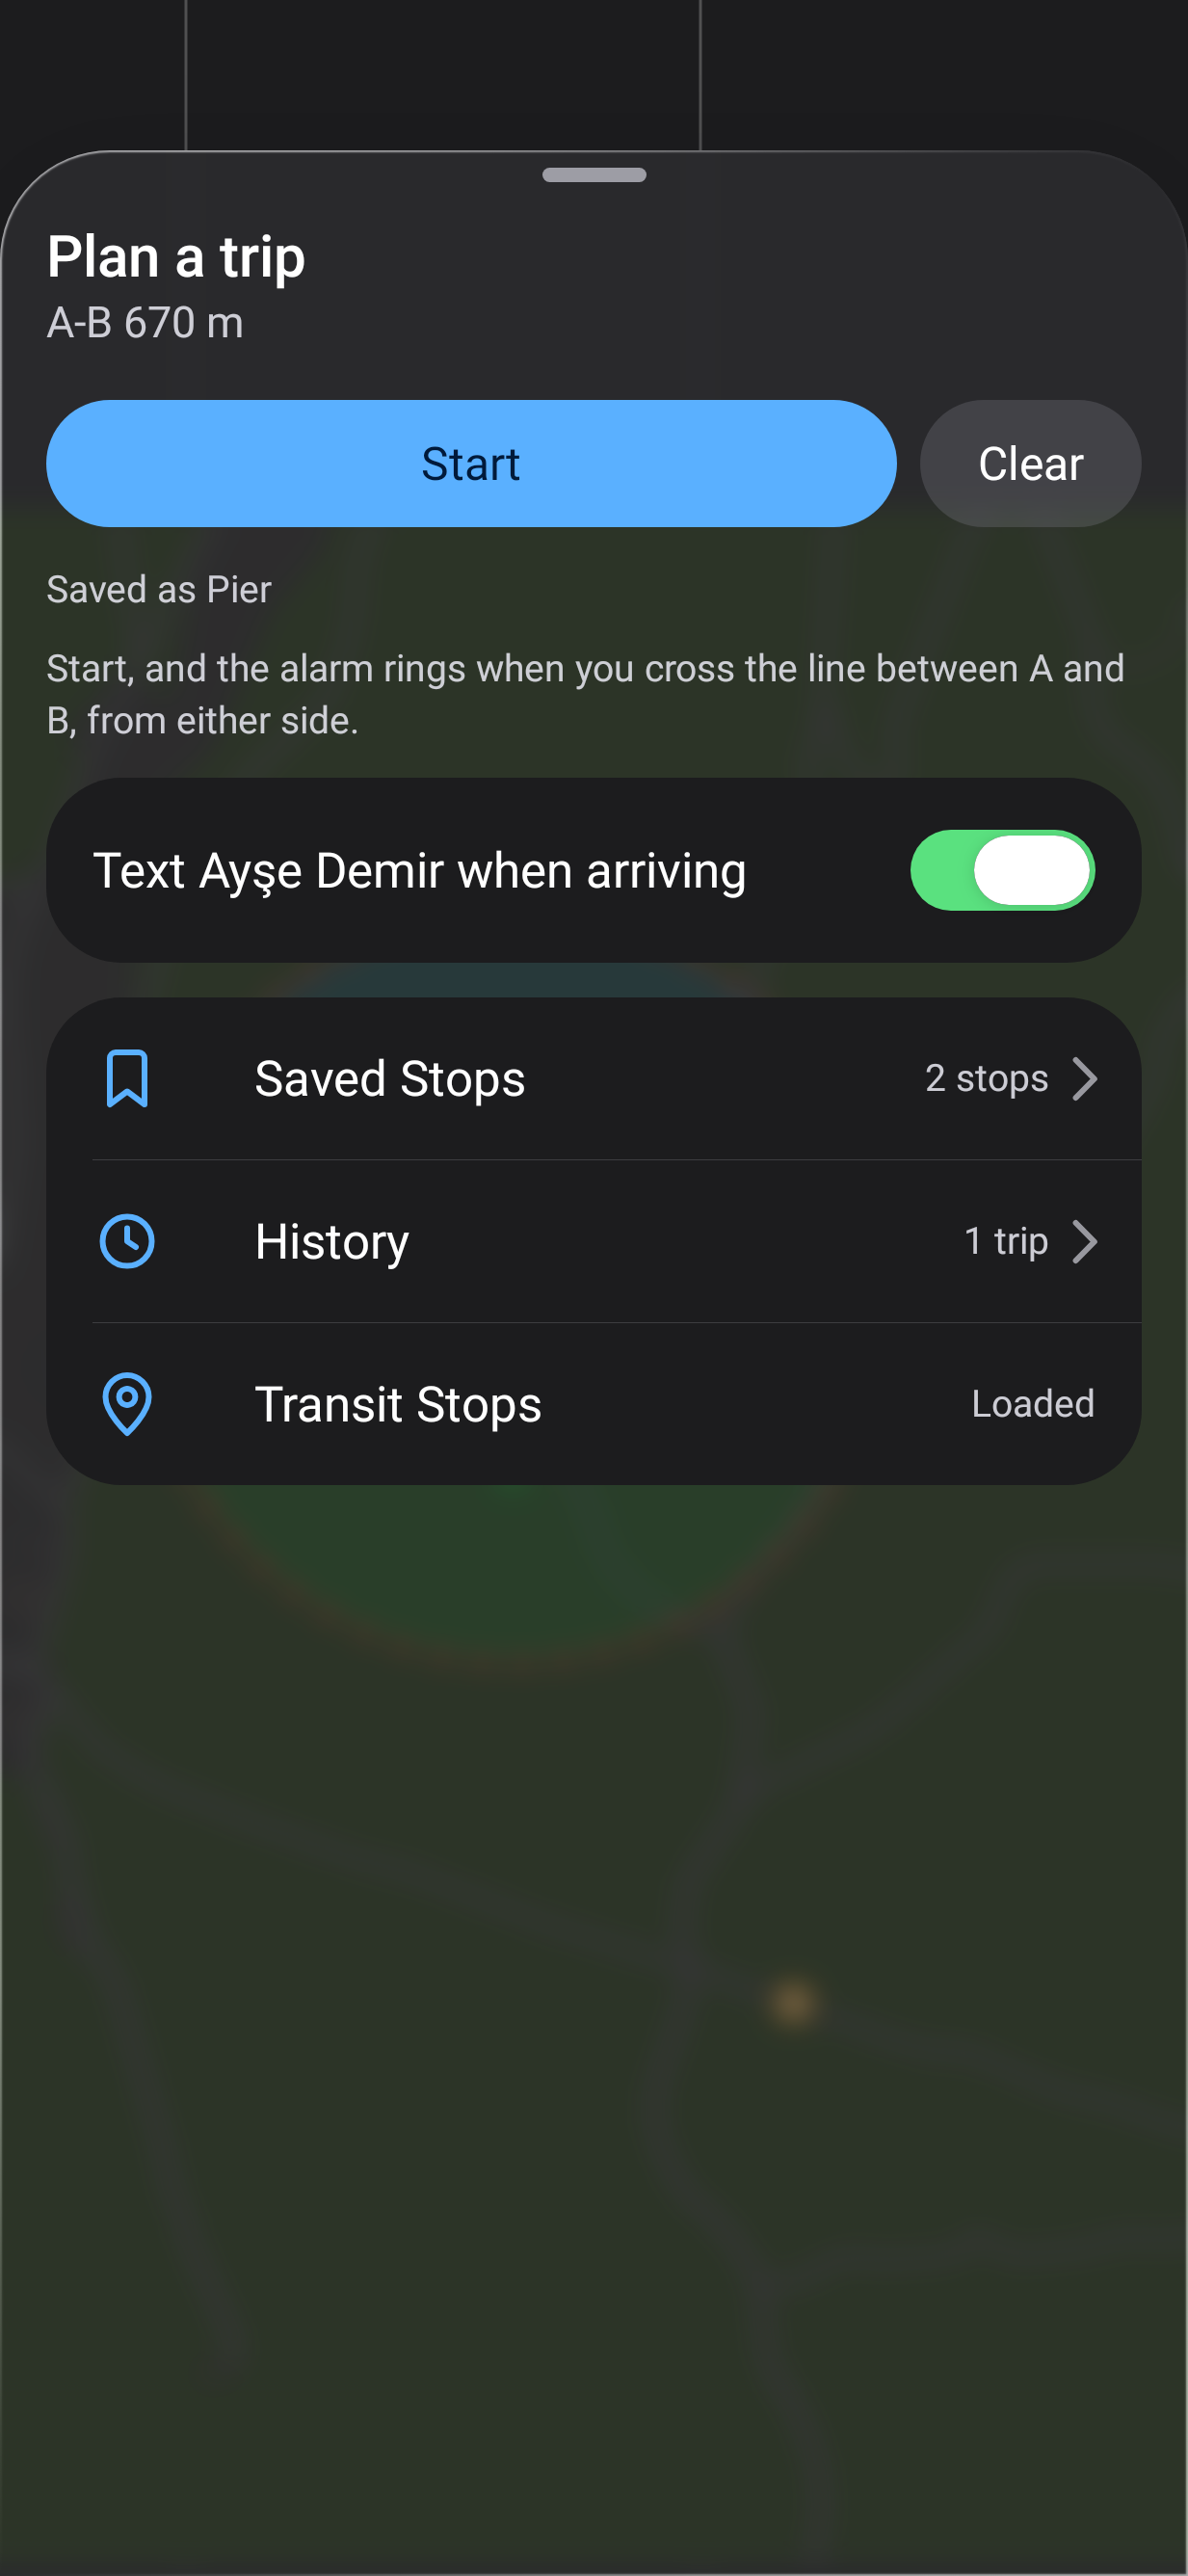 Plan a trip
A-B 670 m
Start
Clear
Saved as Pier
Start, and the alarm rings when you cross the line between A and
B, from either side.
Text Ayşe Demir when arriving
Saved Stops
2 stops
History
1 trip
Transit Stops
Loaded